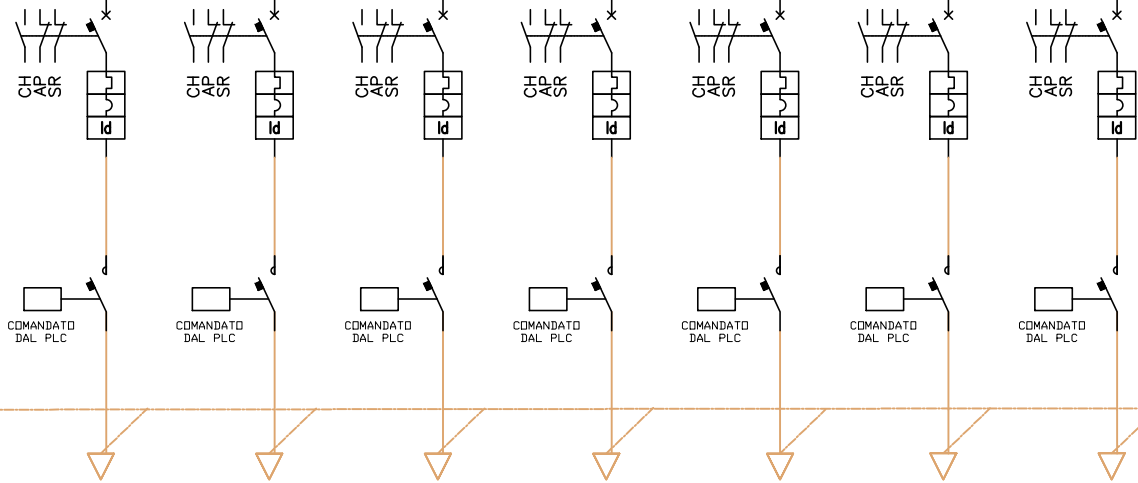 CH AP SR CH AP SR CH AP SR CH AP SR CH AP SR CH AP SR CH AP SR
Id Id Id Id Id Id Id
COMANDATO COMANDATO COMANDATO COMANDATO COMANDATO COMANDATO COMANDATO
DAL PLC DAL PLC DAL PLC DAL PLC DAL PLC DAL PLC DAL PLC